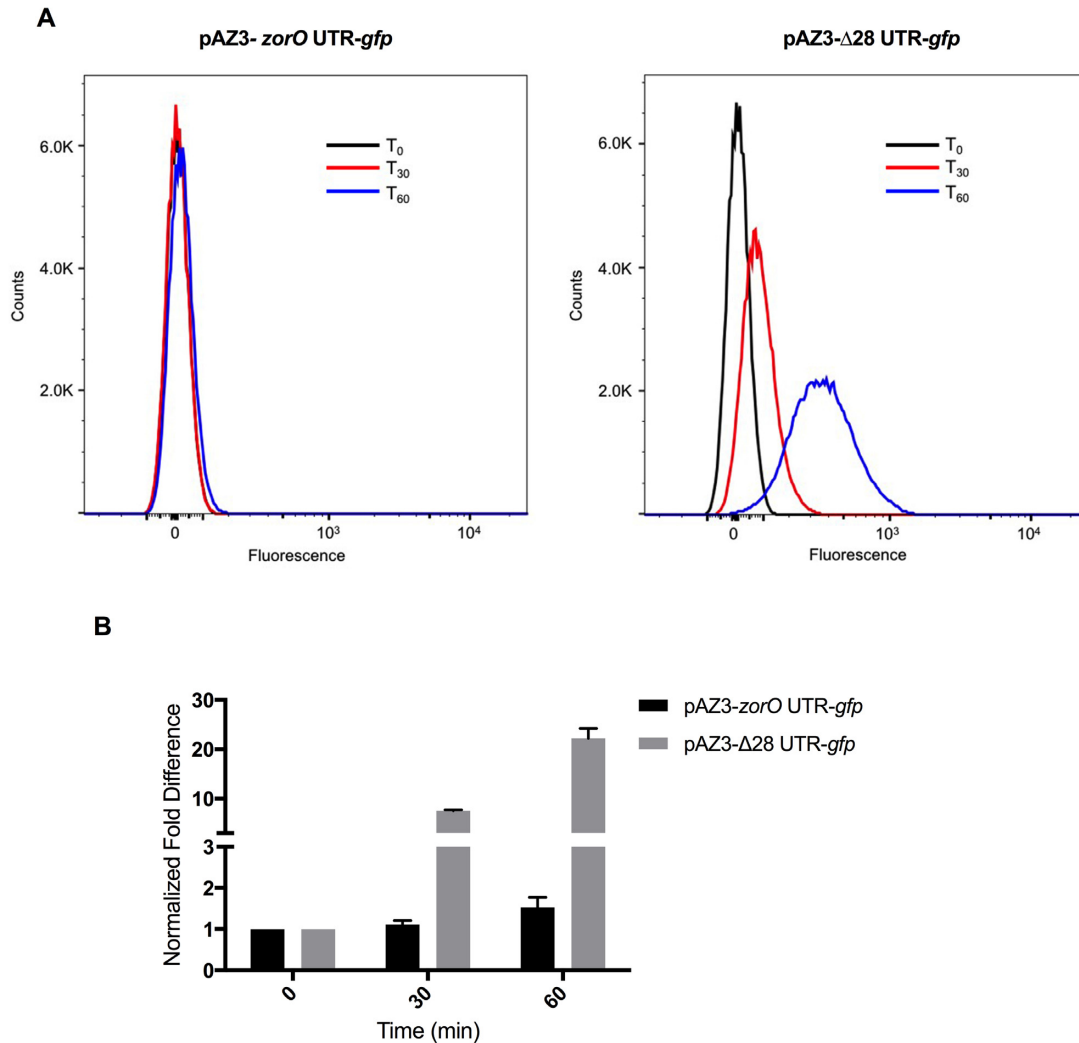 A
pAZ3- zorO UTR-gfp
6.0K
4.0K
2.0K
Counts
T0
T30
T60
0
10³
10⁴
Fluorescence
pAZ3-Δ28 UTR-gfp
6.0K
4.0K
2.0K
Counts
T0
T30
T60
0
10³
10⁴
Fluorescence
B
30
20
10
3
2
1
0
Normalized Fold Difference
0
30
60
Time (min)
pAZ3-zorO UTR-gfp
pAZ3-Δ28 UTR-gfp